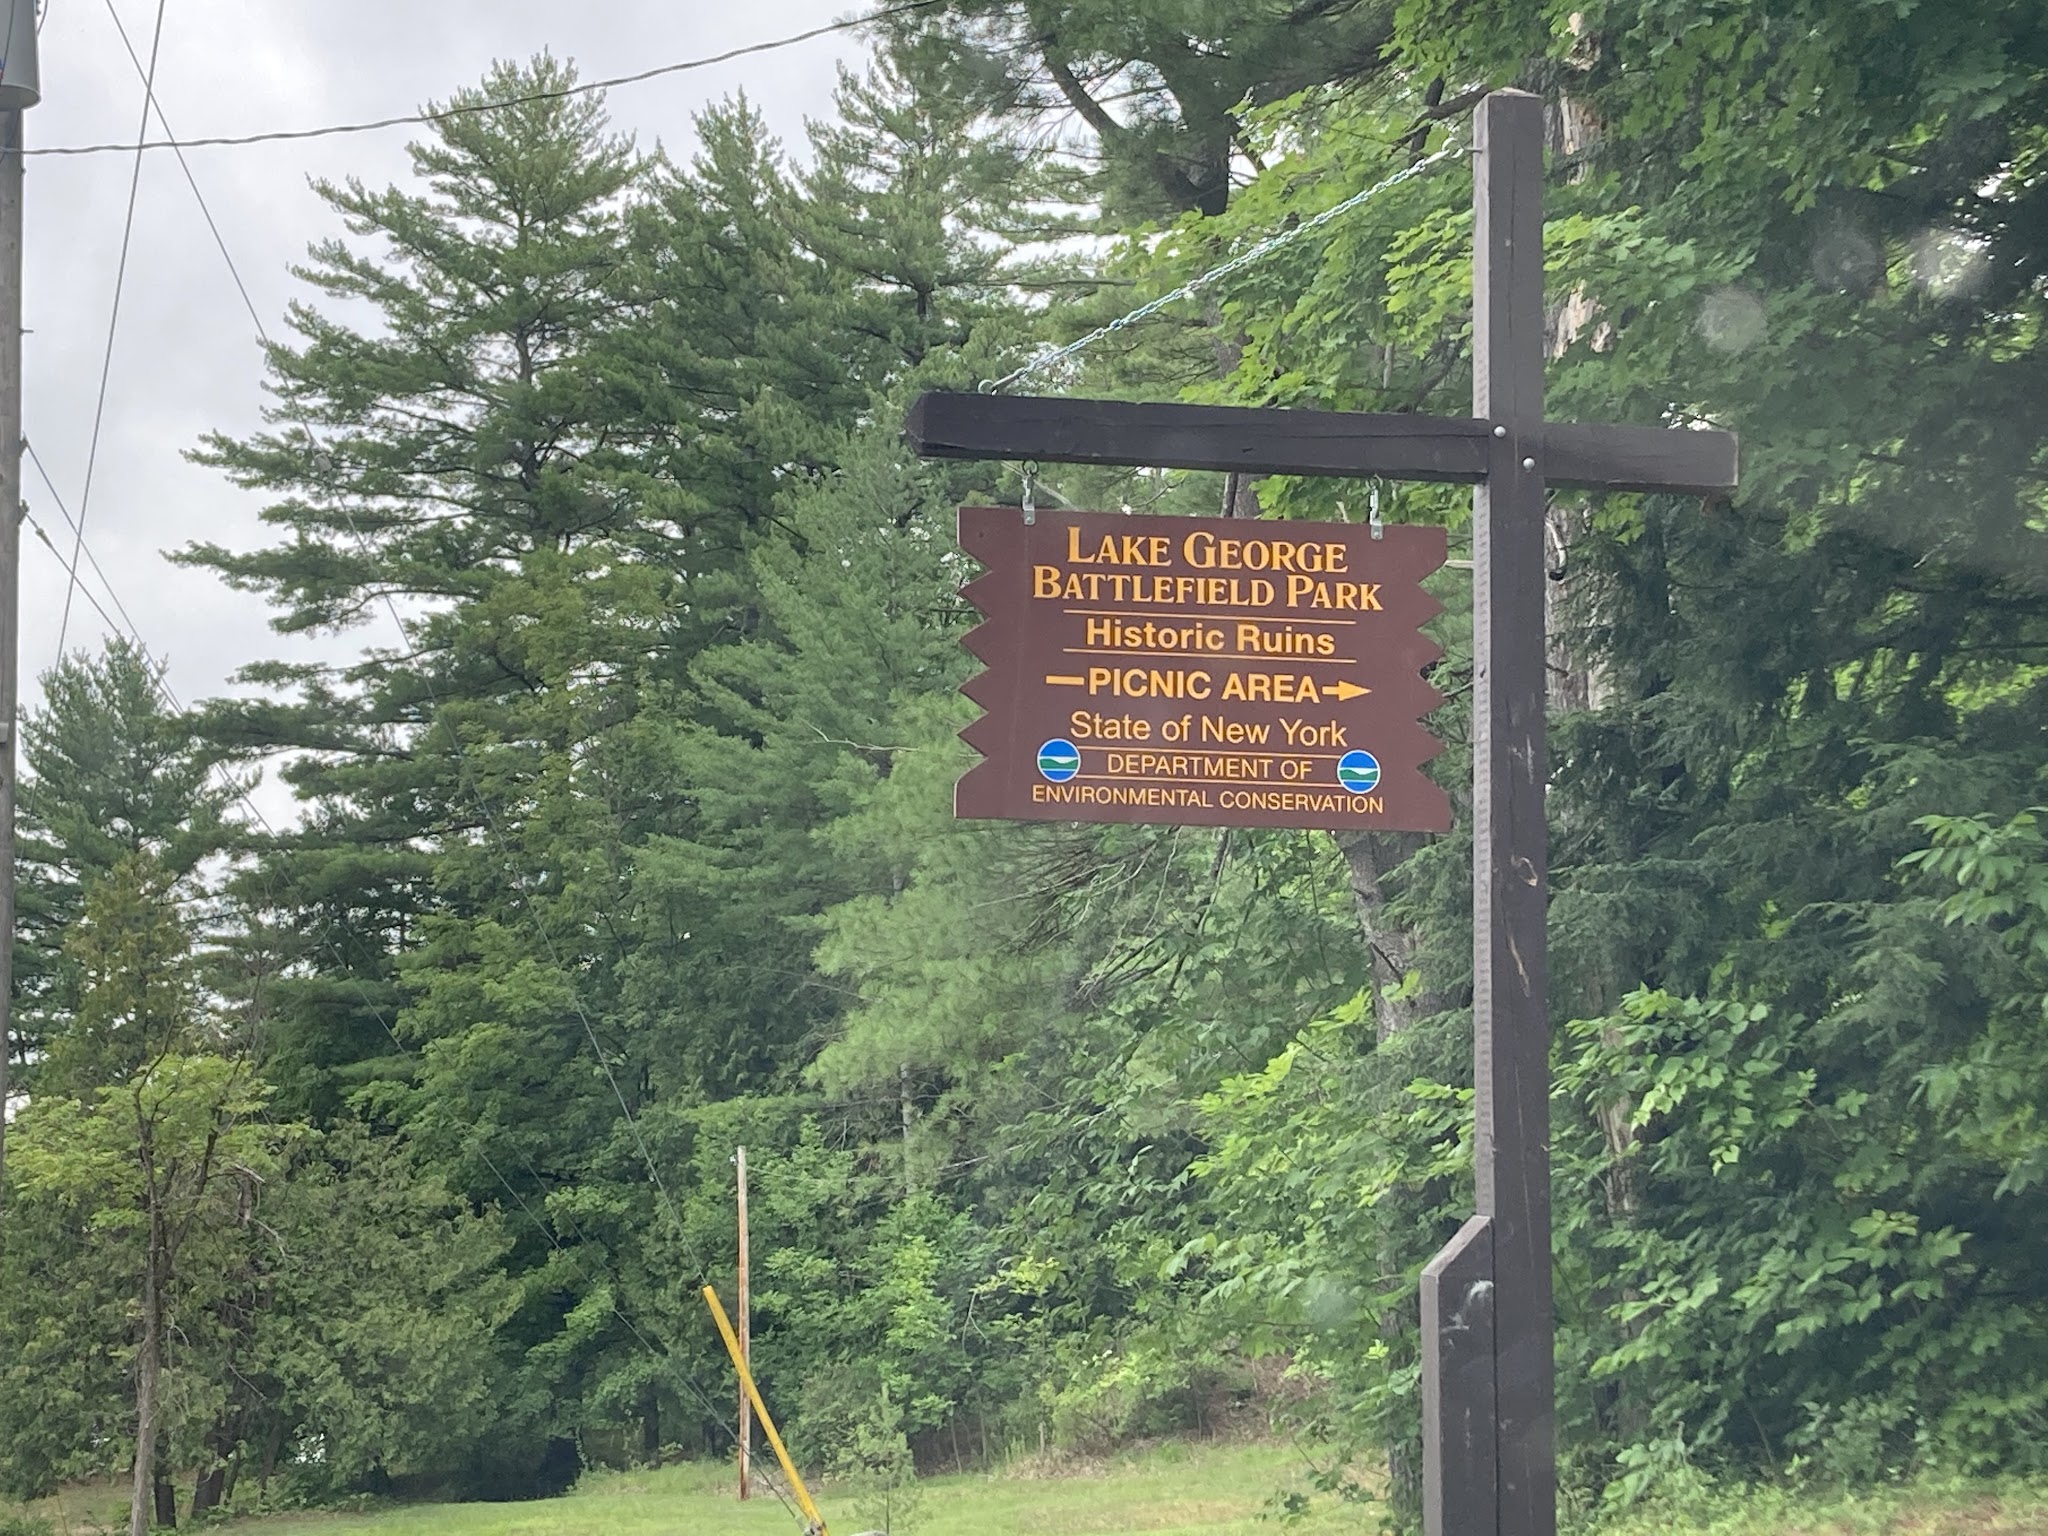 LAKE GEORGE
BATTLEFIELD PARK
Historic Ruins
PICNIC AREA
State of New York
DEPARTMENT OF
ENVIRONMENTAL CONSERVATION